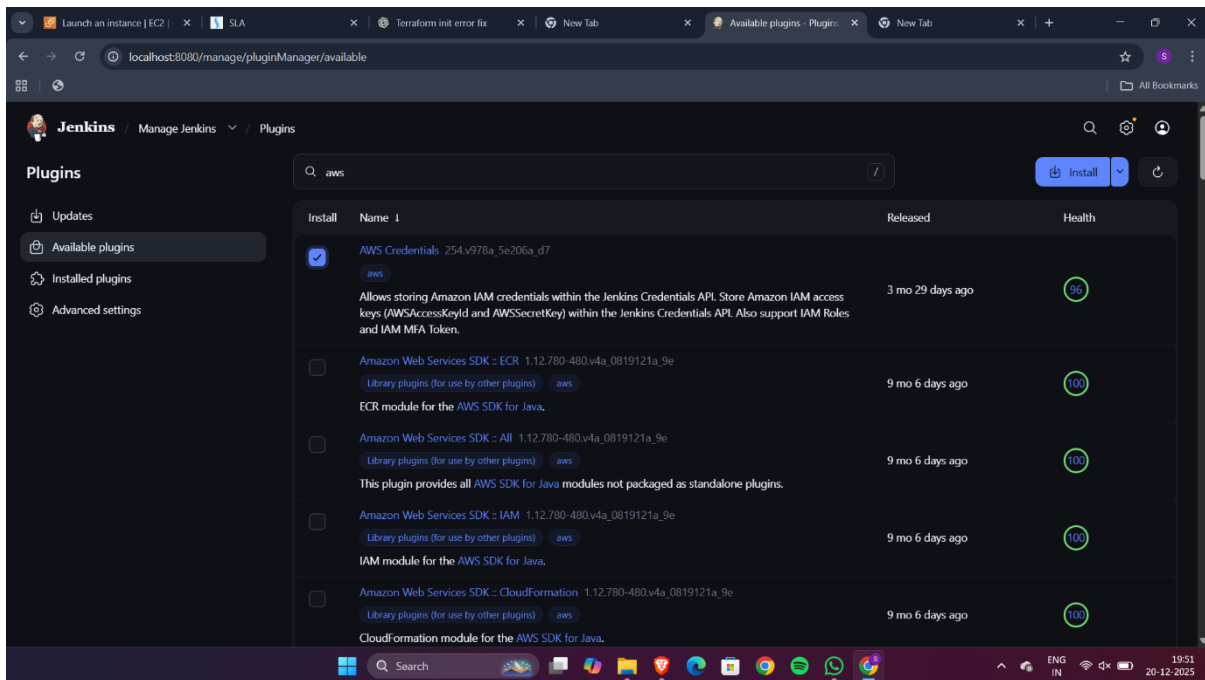 Launch an instance | EC2 |
SLA
Terraform init error fix
New Tab
Available plugins - Plugins
New Tab
localhost:8080/manage/pluginManager/available
S
All Bookmarks
Jenkins / Manage Jenkins / Plugins
Plugins
aws
/
Install
Updates
Available plugins
Installed plugins
Advanced settings
Install Name ↓ Released Health
AWS Credentials 254.v978a_5e206a_d7
aws
Allows storing Amazon IAM credentials within the Jenkins Credentials API. Store Amazon IAM access
keys (AWSAccessKeyId and AWSSecretKey) within the Jenkins Credentials API. Also support IAM Roles
and IAM MFA Token.
3 mo 29 days ago
96
Amazon Web Services SDK :: ECR 1.12.780-480.v4a_0819121a_9e
Library plugins (for use by other plugins) aws
ECR module for the AWS SDK for Java.
9 mo 6 days ago
100
Amazon Web Services SDK :: All 1.12.780-480.v4a_0819121a_9e
Library plugins (for use by other plugins) aws
This plugin provides all AWS SDK for Java modules not packaged as standalone plugins.
9 mo 6 days ago
100
Amazon Web Services SDK :: IAM 1.12.780-480.v4a_0819121a_9e
Library plugins (for use by other plugins) aws
IAM module for the AWS SDK for Java.
9 mo 6 days ago
100
Amazon Web Services SDK :: CloudFormation 1.12.780-480.v4a_0819121a_9e
Library plugins (for use by other plugins) aws
CloudFormation module for the AWS SDK for Java.
9 mo 6 days ago
100
Search
ENG
IN
19:51
20-12-2025